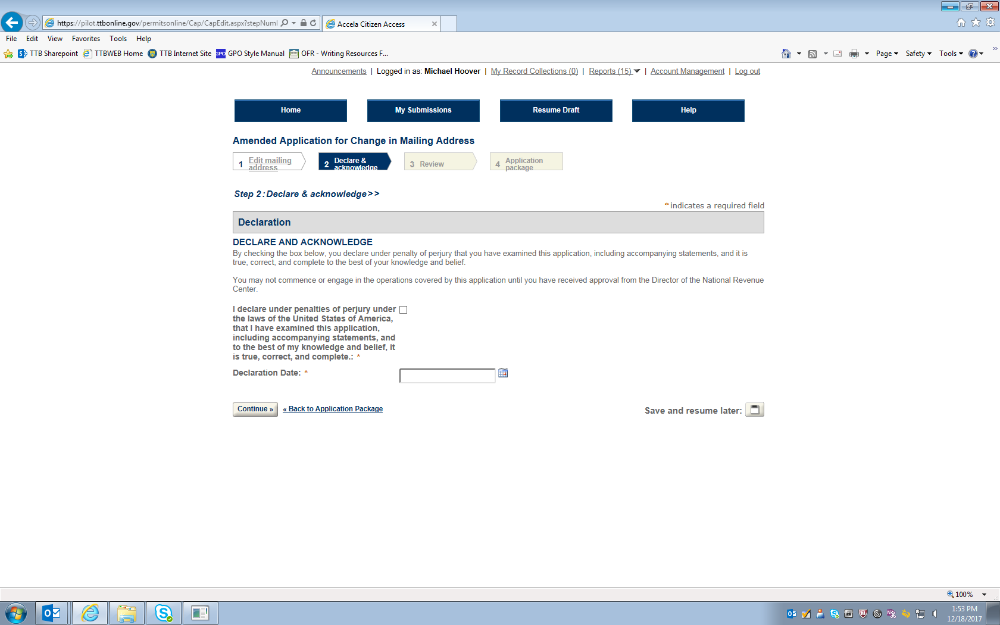 https://pilot.ttbonline.gov/permitsonline/Cap/CapEdit.aspx?stepNuml
Accela Citizen Access
File Edit View Favorites Tools Help
TTB Sharepoint TTBWEB Home TTB Internet Site GPO GPO Style Manual OFR - Writing Resources F...
Page Safety Tools
Announcements | Logged in as: Michael Hoover | My Record Collections (0) | Reports (15) | Account Management | Log out
Home My Submissions Resume Draft Help
Amended Application for Change in Mailing Address
1 Edit mailing address
2 Declare & acknowledge
3 Review
4 Application package
Step 2: Declare & acknowledge>>
* indicates a required field
Declaration
DECLARE AND ACKNOWLEDGE
By checking the box below, you declare under penalty of perjury that you have examined this application, including accompanying statements, and it is
true, correct, and complete to the best of your knowledge and belief.
You may not commence or engage in the operations covered by this application until you have received approval from the Director of the National Revenue
Center.
I declare under penalties of perjury under
the laws of the United States of America,
that I have examined this application,
including accompanying statements, and
to the best of my knowledge and belief, it
is true, correct, and complete.: *
Declaration Date: *
Continue » « Back to Application Package Save and resume later:
100%
1:53 PM
12/18/2017